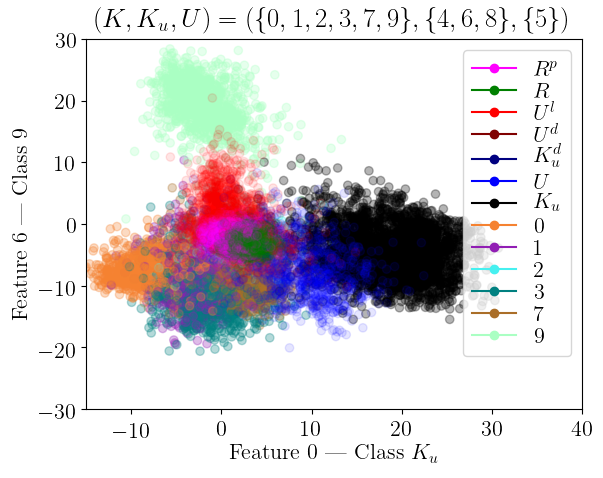 (K, K_u, U) = ({0, 1, 2, 3, 7, 9}, {4, 6, 8}, {5})
30
20
10
0
−10
−20
−30
Feature 6 — Class 9
R^p
R
U^l
U^d
K_u^d
U
K_u
0
1
2
3
7
9
−10
0
10
20
30
40
Feature 0 — Class K_u